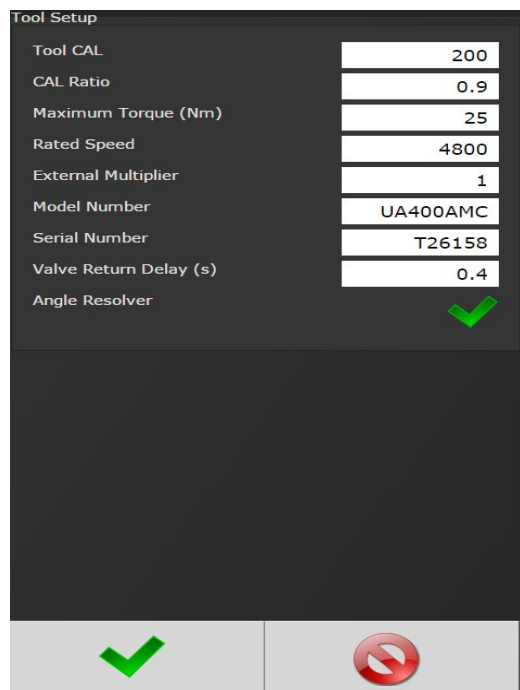 Tool Setup
Tool CAL 200
CAL Ratio 0.9
Maximum Torque (Nm) 25
Rated Speed 4800
External Multiplier 1
Model Number UA400AMC
Serial Number T26158
Valve Return Delay (s) 0.4
Angle Resolver